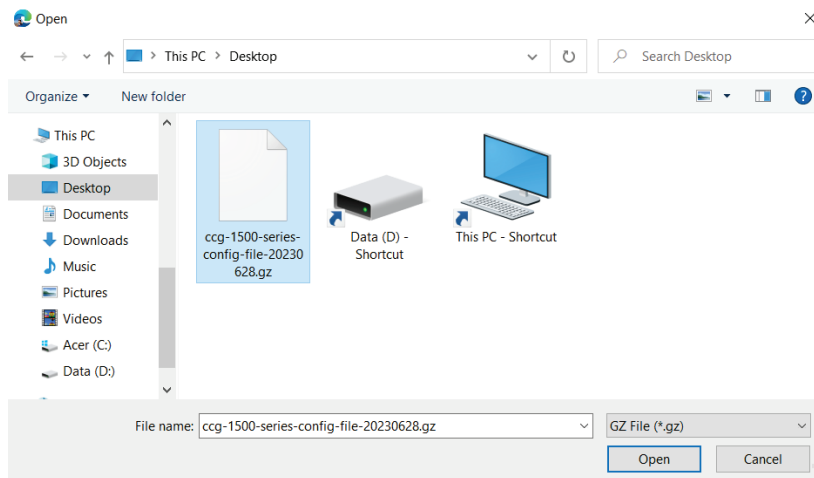 Open
This PC > Desktop
Search Desktop
Organize
New folder
?
This PC
3D Objects
Desktop
Documents
Downloads
Music
Pictures
Videos
Acer (C:)
Data (D:)
ccg-1500-series-
config-file-20230
628.gz
Data (D) -
Shortcut
This PC - Shortcut
File name: ccg-1500-series-config-file-20230628.gz
GZ File (*.gz)
Open
Cancel